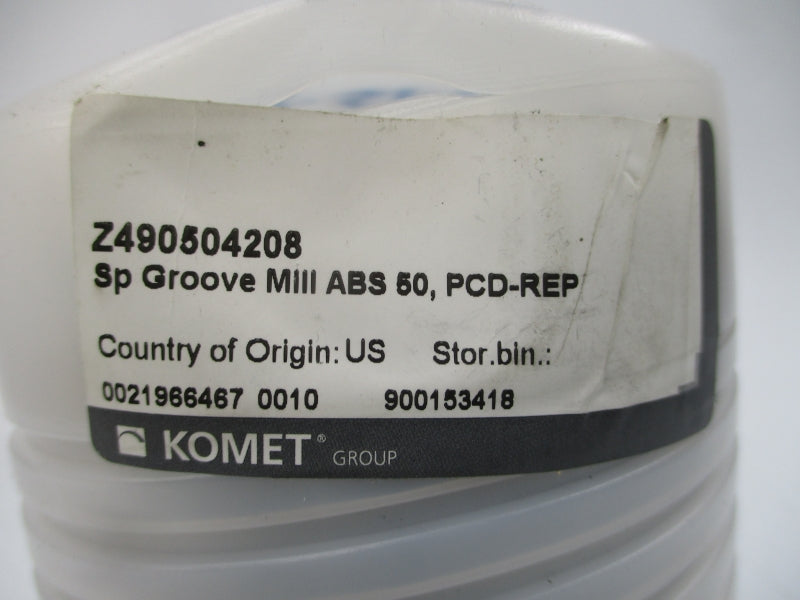 Z490504208
Sp Groove Mill ABS 50, PCD-REP
Country of Origin: US Stor.bin.:
0021966467 0010 900153418
KOMET® GROUP